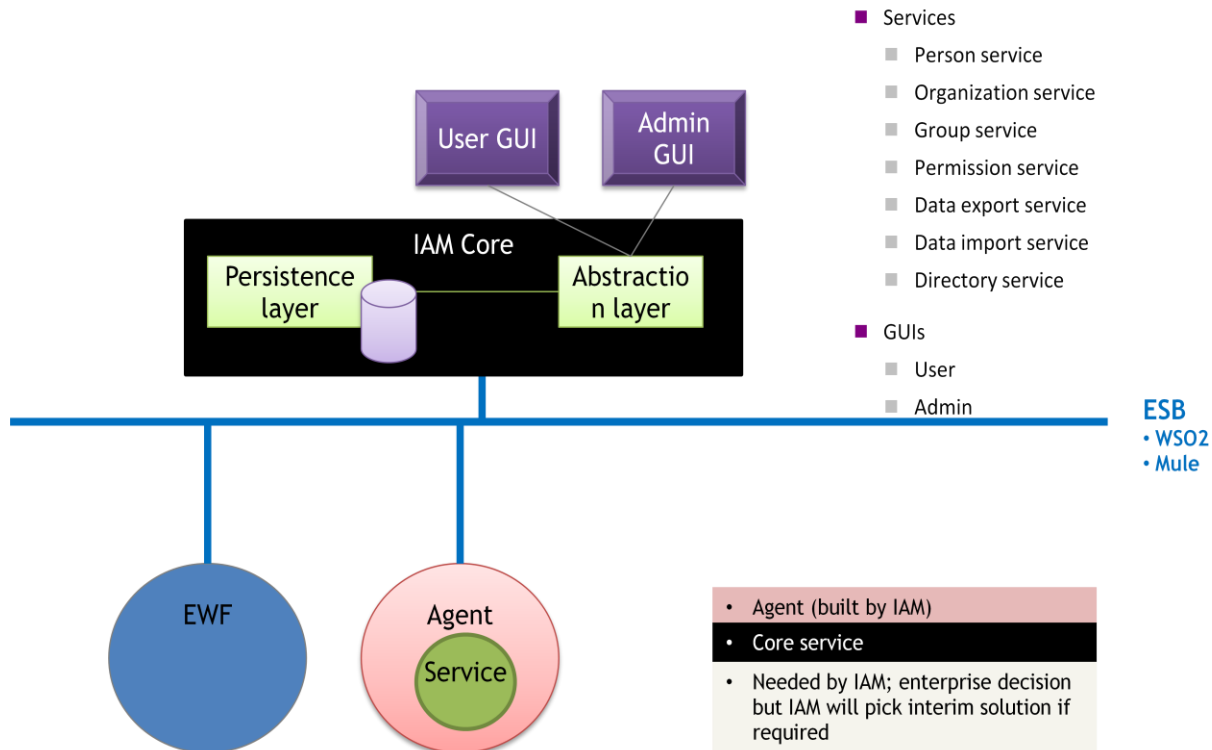 Services
Person service
Organization service
Group service
Permission service
Data export service
Data import service
Directory service
GUIs
User
Admin
User GUI
Admin
GUI
IAM Core
Persistence
layer
Abstractio
n layer
ESB
• WSO2
• Mule
EWF
Agent
Service
• Agent (built by IAM)
• Core service
• Needed by IAM; enterprise decision
but IAM will pick interim solution if
required